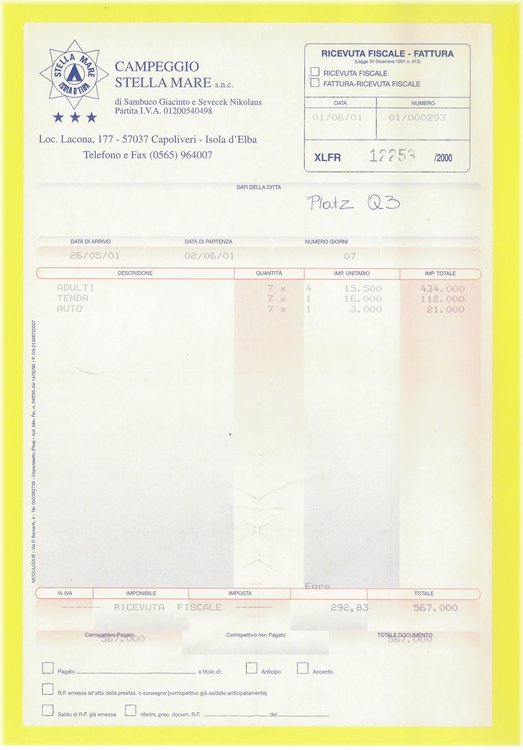 STELLA MARE
ISOLA D'ELBA
CAMPEGGIO
STELLA MARE s.n.c.
di Sambuco Giacinto e Sevecek Nikolaus
Partita I.V.A. 01200540498
Loc. Lacona, 177 - 57037 Capoliveri - Isola d'Elba
Telefono e Fax (0565) 964007
RICEVUTA FISCALE - FATTURA
(Legge 30 Dicembre 1991 n. 413)
RICEVUTA FISCALE
FATTURA-RICEVUTA FISCALE
DATA NUMERO
01/06/01 01/000293
XLFR 12253 /2000
DATI DELLA DITTA
Platz Q3
DATA DI ARRIVO DATA DI PARTENZA NUMERO GIORNI
26/05/01 02/06/01 07
DESCRIZIONE QUANTITÀ IMP. UNITARIO IMP. TOTALE
ADULTI 7 x 4 15.500 434.000
TENDA 7 x 1 16.000 112.000
AUTO 7 x 1 3.000 21.000
Euro
% IVA IMPONIBILE IMPOSTA TOTALE
------ RICEVUTA FISCALE ------ 292,83 567.000
Corrispettivo Pagato Corrispettivo non Pagato TOTALE DOCUMENTO
567.000 567.000
Pagato a titolo di: Anticipo Acconto
R.F. emessa all'atto della prestaz. o consegna (corrispettivo già saldato anticipatamente)
Saldo di R.F. già emessa riferim. prec. docum. R.F. del